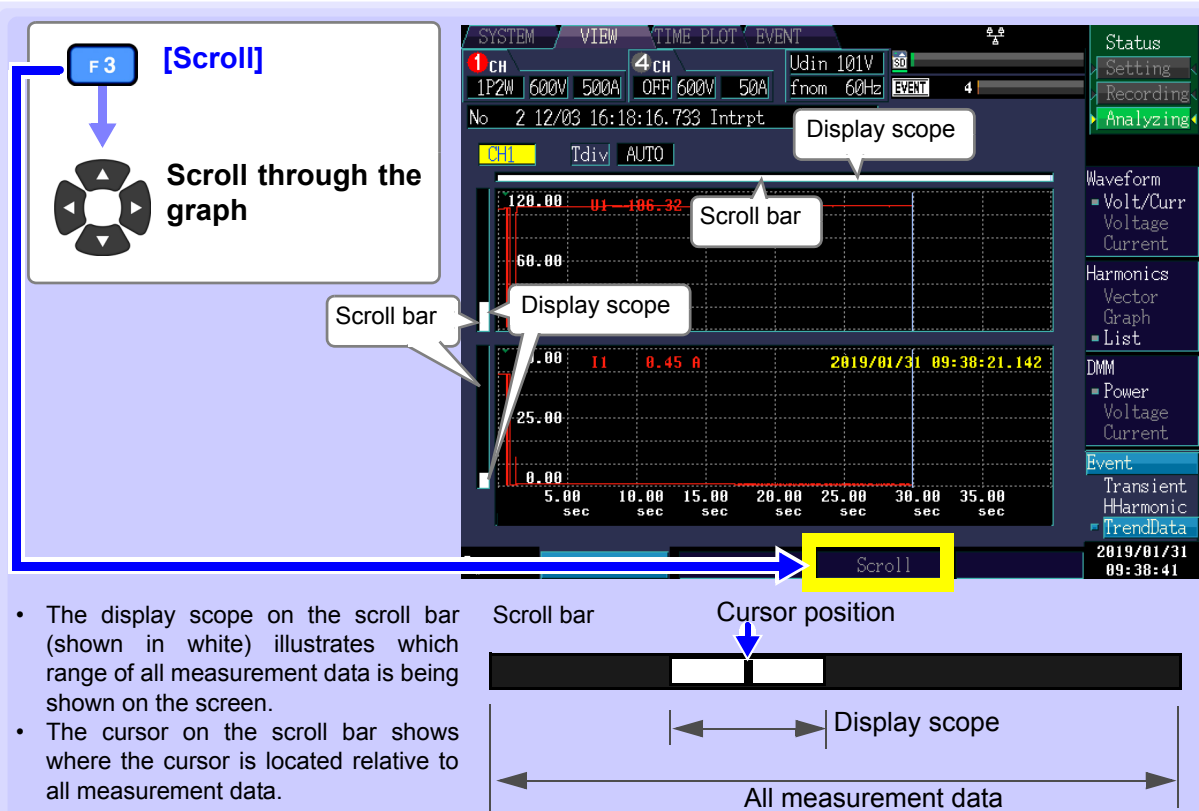 F 3
[Scroll]
Scroll through the
graph
SYSTEM VIEW TIME PLOT EVENT
1 CH
4 CH
Udin 101V
SD
1P2W 600V 500A
OFF 600V 50A
fnom 60Hz
EVENT 4
No 2 12/03 16:18:16.733 Intrpt
Display scope
CH1 Tdiv AUTO
Scroll bar
120.00
60.00
Scroll bar
Display scope
I1 0.45 A
2019/01/31 09:38:21.142
25.00
0.00
5.00 10.00 15.00 20.00 25.00 30.00 35.00
sec sec sec sec sec sec sec
Scroll
Status
Setting
Recording
Analyzing
Waveform
Volt/Curr
Voltage
Current
Harmonics
Vector
Graph
List
DMM
Power
Voltage
Current
Event
Transient
HHarmonic
TrendData
2019/01/31
09:38:41
• The display scope on the scroll bar
(shown in white) illustrates which
range of all measurement data is being
shown on the screen.
• The cursor on the scroll bar shows
where the cursor is located relative to
all measurement data.
Scroll bar
Cursor position
Display scope
All measurement data